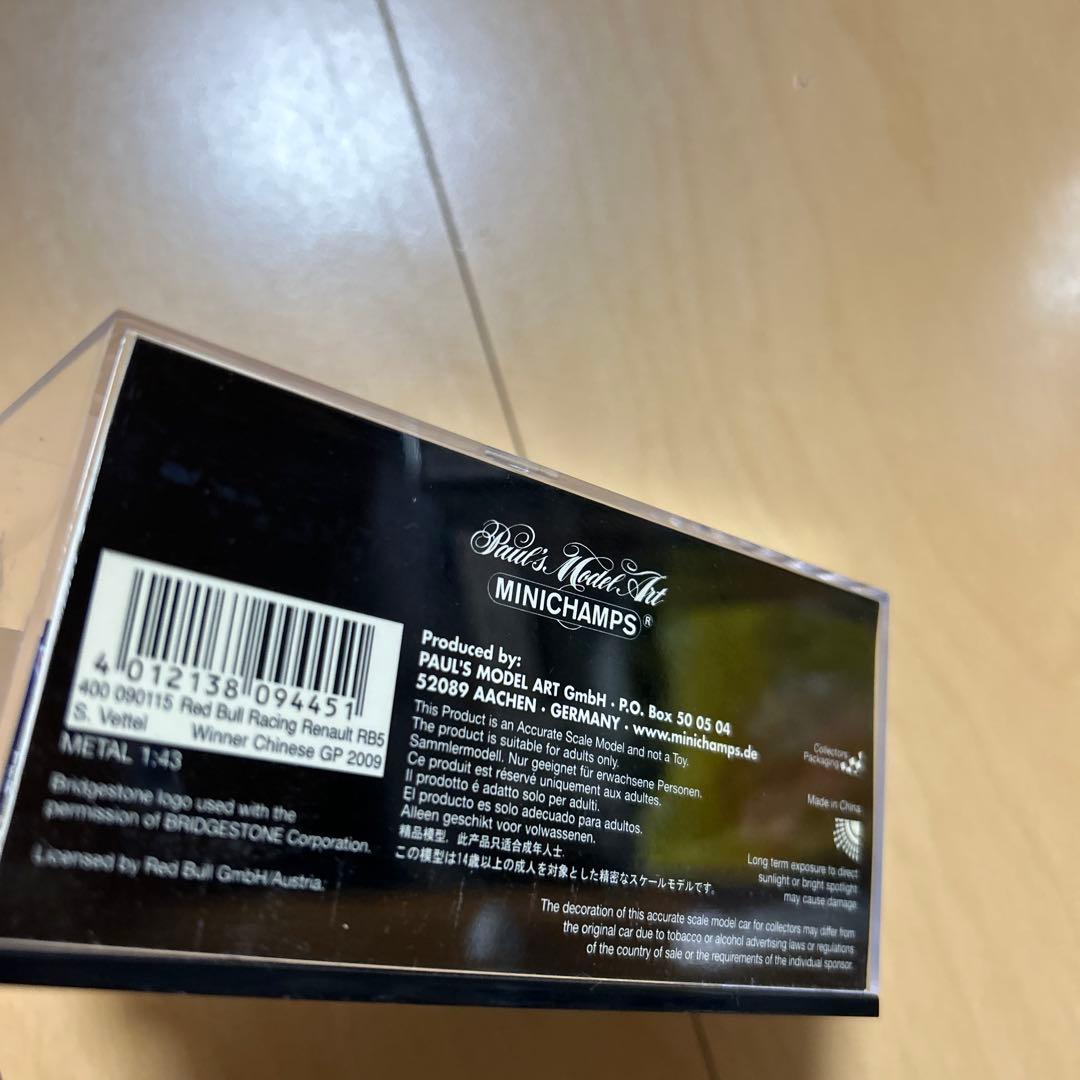 Paul's Model Art
MINICHAMPS®
Produced by:
PAUL'S MODEL ART GmbH · P.O. Box 50 05 04
52089 AACHEN · GERMANY · www.minichamps.de
This Product is an Accurate Scale Model and not a Toy.
The product is suitable for adults only.
Sammlermodell. Nur geeignet für erwachsene Personen.
Ce produit est réservé uniquement aux adultes.
Il prodotto é adatto solo per adulti.
El producto es solo adecuado para adultos.
Alleen geschikt voor volwassenen.
精品模型，此产品只适合成年人士.
この模型は14歳以上の成人を対象とした精密なスケールモデルです。
4 012138 094451
400 090115 Red Bull Racing Renault RB5
S. Vettel Winner Chinese GP 2009
METAL 1:43
Bridgestone logo used with the
permission of BRIDGESTONE Corporation.
Licensed by Red Bull GmbH/Austria.
Collectors
Packaging
Made in China
Long term exposure to direct
sunlight or bright spotlight
may cause damage
The decoration of this accurate scale model car for collectors may differ from
the original car due to tobacco or alcohol advertising laws or regulations
of the country of sale or the requirements of the individual sponsor.